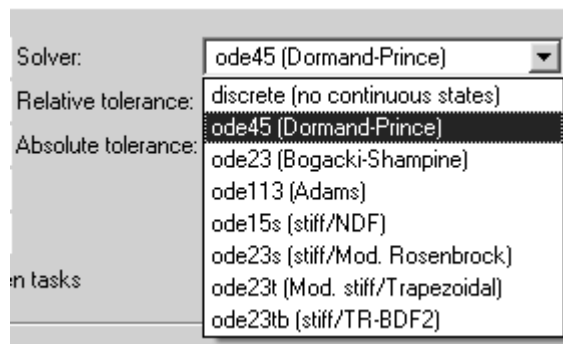 Solver: ode45 (Dormand-Prince)
Relative tolerance: discrete (no continuous states)
ode45 (Dormand-Prince)
Absolute tolerance: ode23 (Bogacki-Shampine)
ode113 (Adams)
ode15s (stiff/NDF)
ode23s (stiff/Mod. Rosenbrock)
en tasks ode23t (Mod. stiff/Trapezoidal)
ode23tb (stiff/TR-BDF2)